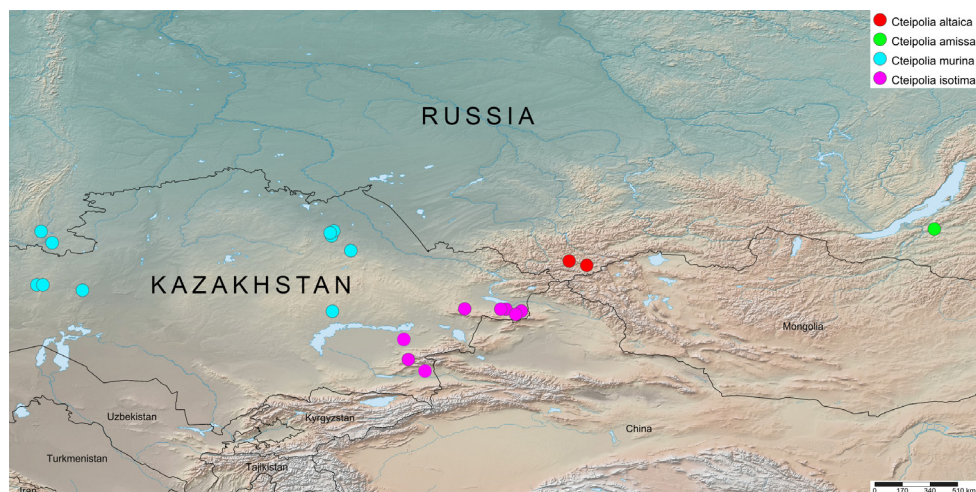 Cteipolia altaica
Cteipolia amissa
Cteipolia murina
Cteipolia isotima
RUSSIA
KAZAKHSTAN
Mongolia
Uzbekistan
Kyrgyzstan
China
Turkmenistan
Tajikistan
Iran
0 170 340 510 km